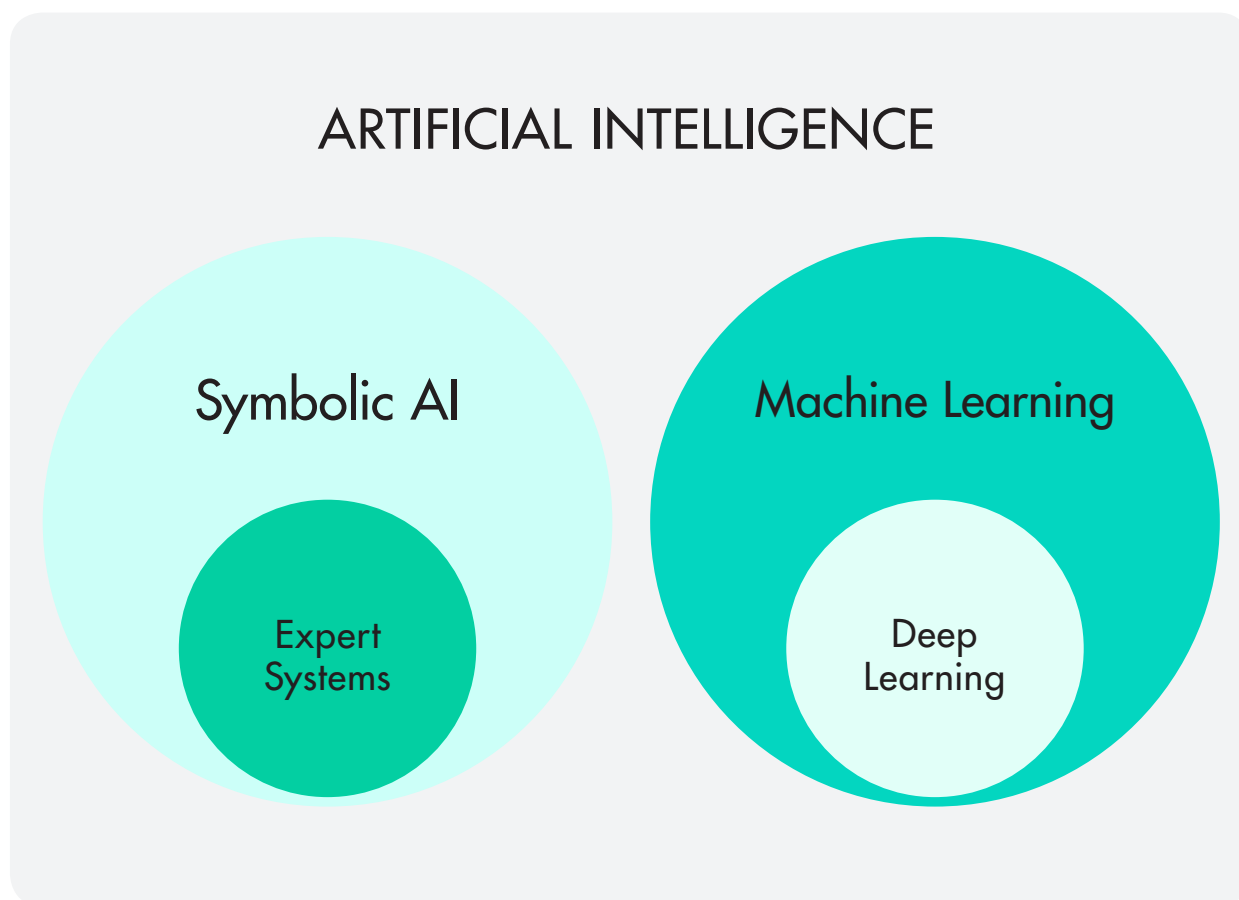 ARTIFICIAL INTELLIGENCE
Symbolic AI
Machine Learning
Expert
Systems
Deep
Learning